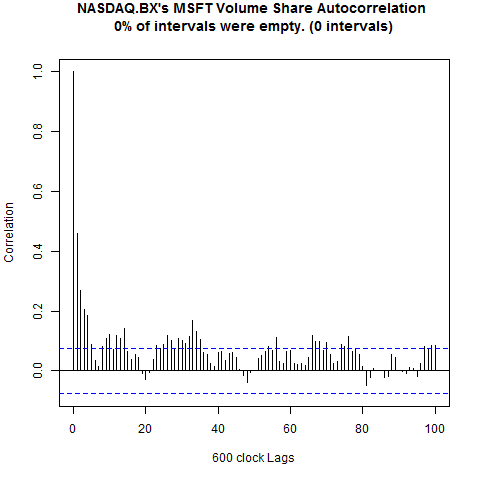 NASDAQ.BX's MSFT Volume Share Autocorrelation
0% of intervals were empty. (0 intervals)
Correlation
1.0
0.8
0.6
0.4
0.2
0.0
0 20 40 60 80 100
600 clock Lags